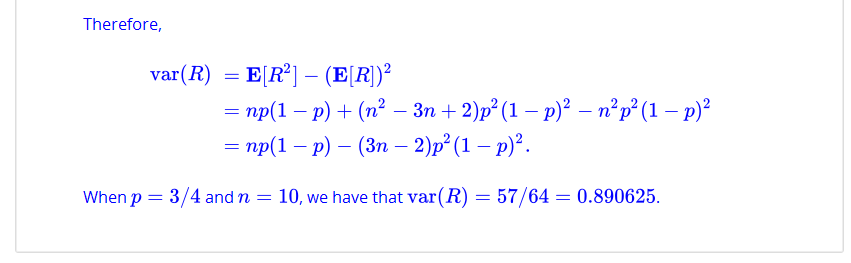 Therefore,
var(R) = E[R²] − (E[R])²
= np(1 − p) + (n² − 3n + 2)p²(1 − p)² − n²p²(1 − p)²
= np(1 − p) − (3n − 2)p²(1 − p)².
When p = 3/4 and n = 10, we have that var(R) = 57/64 = 0.890625.